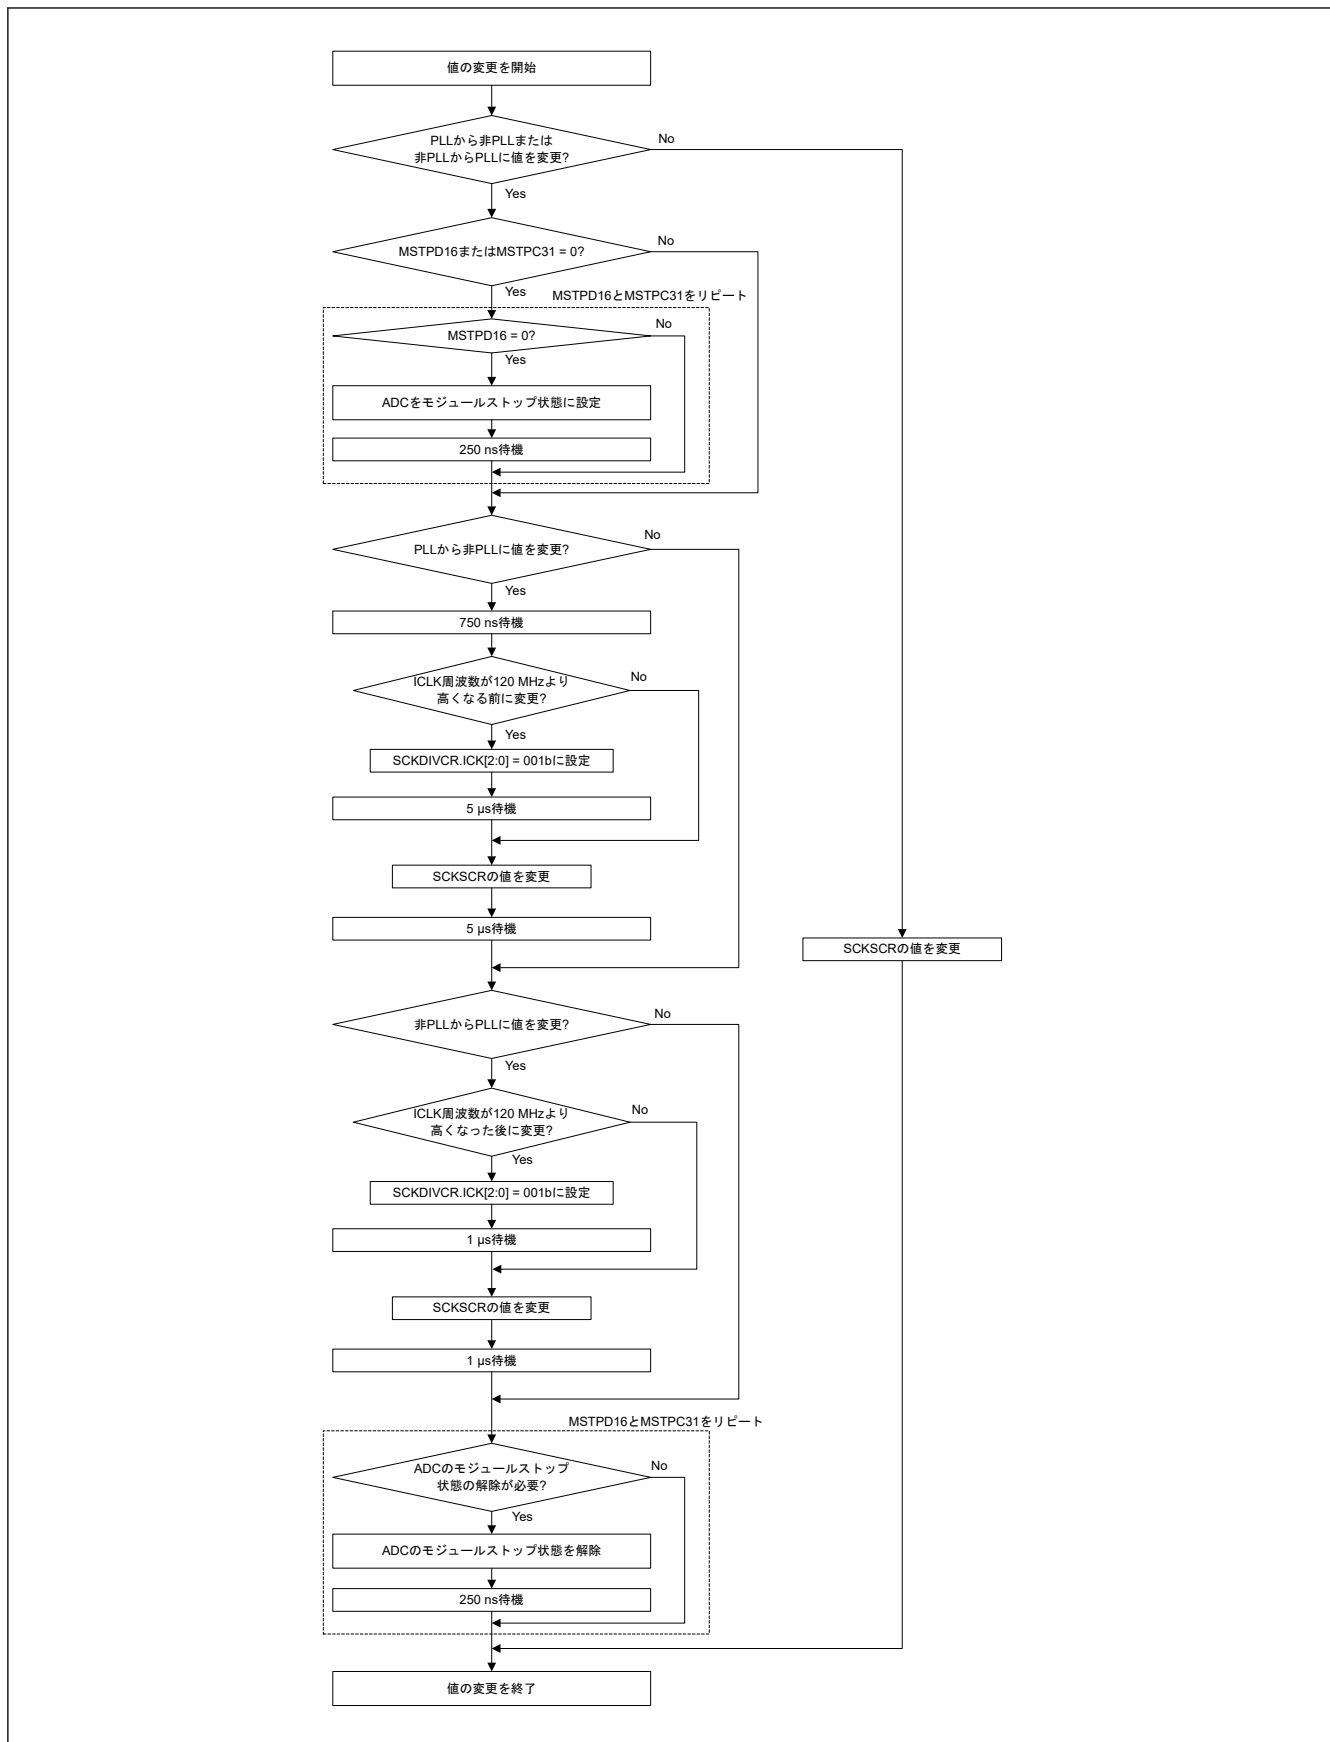 値の変更を開始
PLLから非PLLまたは
非PLLからPLLに値を変更?
No
Yes
MSTPD16またはMSTPC31 = 0?
No
Yes
MSTPD16とMSTPC31をリピート
MSTPD16 = 0?
No
Yes
ADCをモジュールストップ状態に設定
250 ns待機
PLLから非PLLに値を変更?
No
Yes
750 ns待機
ICLK周波数が120 MHzより
高くなる前に変更?
No
Yes
SCKDIVCR.ICK[2:0] = 001bに設定
5 µs待機
SCKSCRの値を変更
5 µs待機
SCKSCRの値を変更
非PLLからPLLに値を変更?
No
Yes
ICLK周波数が120 MHzより
高くなった後に変更?
No
Yes
SCKDIVCR.ICK[2:0] = 001bに設定
1 µs待機
SCKSCRの値を変更
1 µs待機
MSTPD16とMSTPC31をリピート
ADCのモジュールストップ
状態の解除が必要?
No
Yes
ADCのモジュールストップ状態を解除
250 ns待機
値の変更を終了